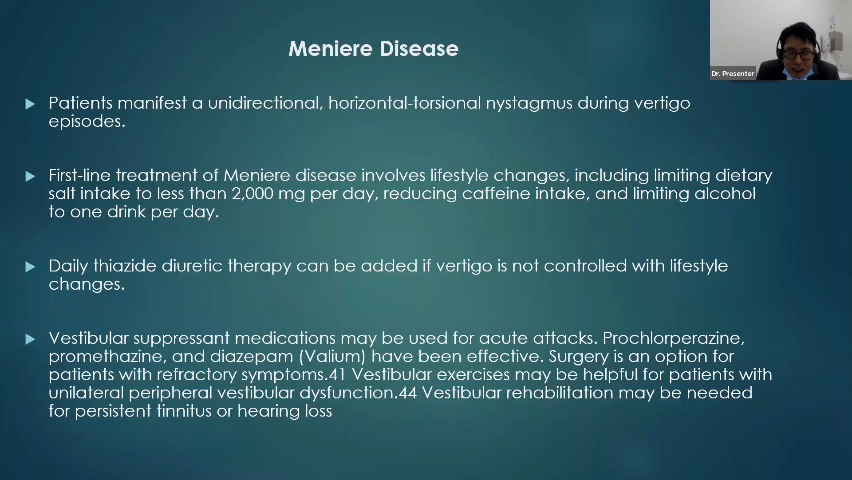 Meniere Disease
Dr. Presenter
Patients manifest a unidirectional, horizontal-torsional nystagmus during vertigo
episodes.
First-line treatment of Meniere disease involves lifestyle changes, including limiting dietary
salt intake to less than 2,000 mg per day, reducing caffeine intake, and limiting alcohol
to one drink per day.
Daily thiazide diuretic therapy can be added if vertigo is not controlled with lifestyle
changes.
Vestibular suppressant medications may be used for acute attacks. Prochlorperazine,
promethazine, and diazepam (Valium) have been effective. Surgery is an option for
patients with refractory symptoms.41 Vestibular exercises may be helpful for patients with
unilateral peripheral vestibular dysfunction.44 Vestibular rehabilitation may be needed
for persistent tinnitus or hearing loss